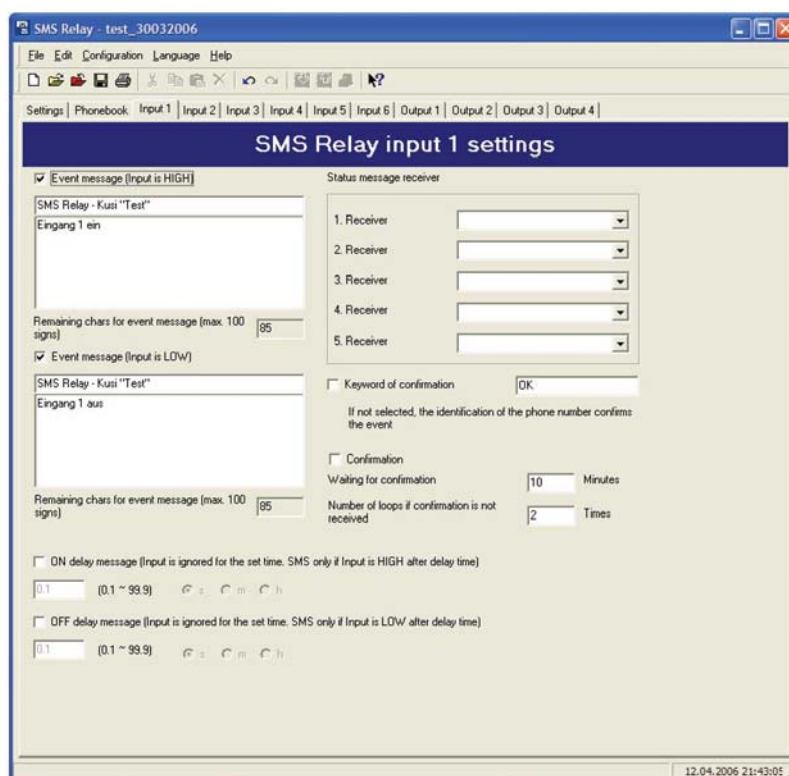 SMS Relay - test_30032006
File Edit Configuration Language Help
Settings Phonebook Input 1 Input 2 Input 3 Input 4 Input 5 Input 6 Output 1 Output 2 Output 3 Output 4
SMS Relay input 1 settings
Event message (Input is HIGH)
SMS Relay - Kusi "Test"
Eingang 1 ein
Remaining chars for event message (max. 100
signs)
85
Event message (Input is LOW)
SMS Relay - Kusi "Test"
Eingang 1 aus
Remaining chars for event message (max. 100
signs)
85
Status message receiver
1. Receiver
2. Receiver
3. Receiver
4. Receiver
5. Receiver
Keyword of confirmation
OK
If not selected, the identification of the phone number confirms
the event
Confirmation
Waiting for confirmation
10 Minutes
Number of loops if confirmation is not
received
2 Times
ON delay message (Input is ignored for the set time. SMS only if Input is HIGH after delay time)
0.1 (0.1 ~ 99.9) s m h
OFF delay message (Input is ignored for the set time. SMS only if Input is LOW after delay time)
0.1 (0.1 ~ 99.9) s m h
12.04.2006 21:43:05